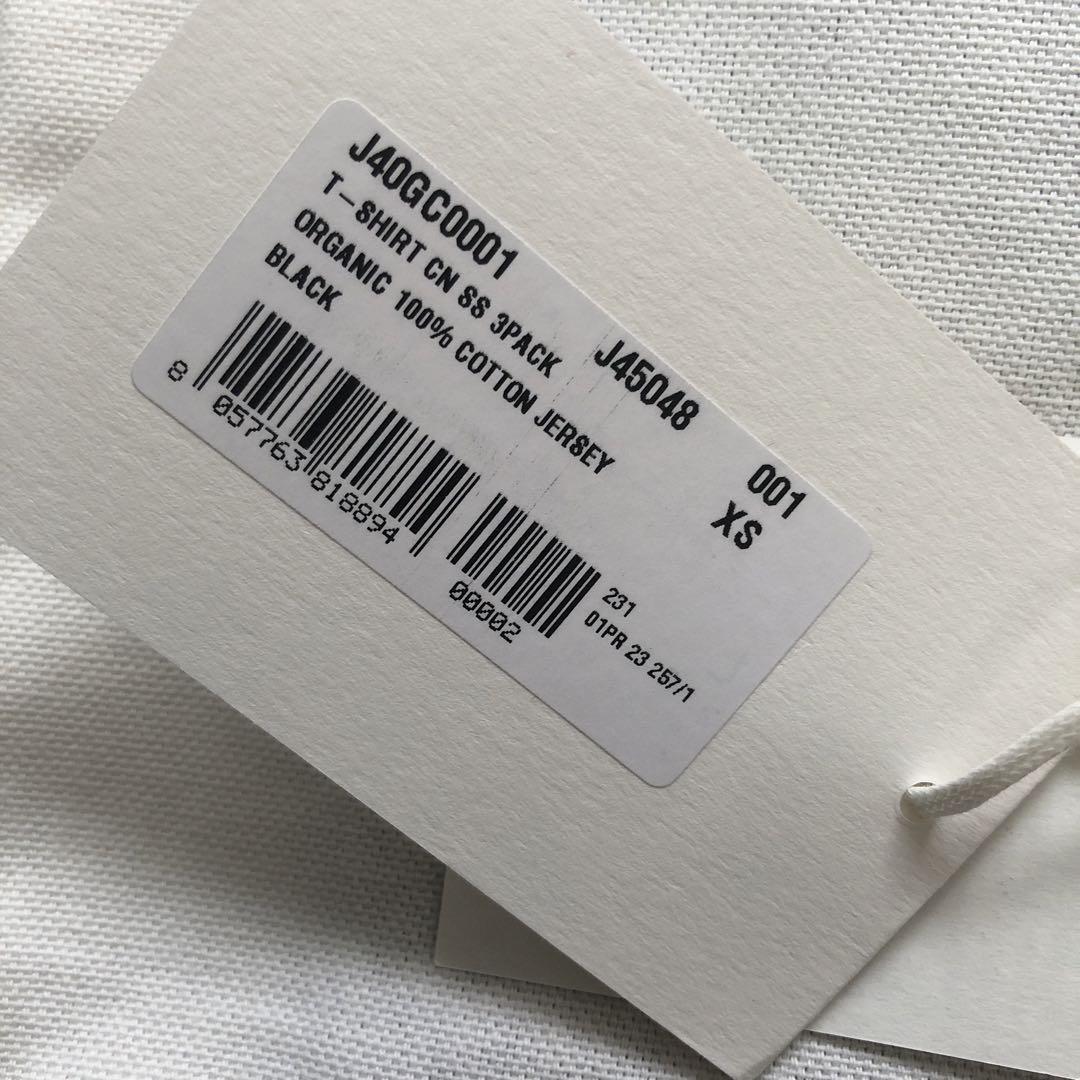 J40GC0001 J45048 001
T-SHIRT CN SS 3PACK XS
ORGANIC 100% COTTON JERSEY
BLACK
8 057763 818894
00002
231
01PR 23 257/1